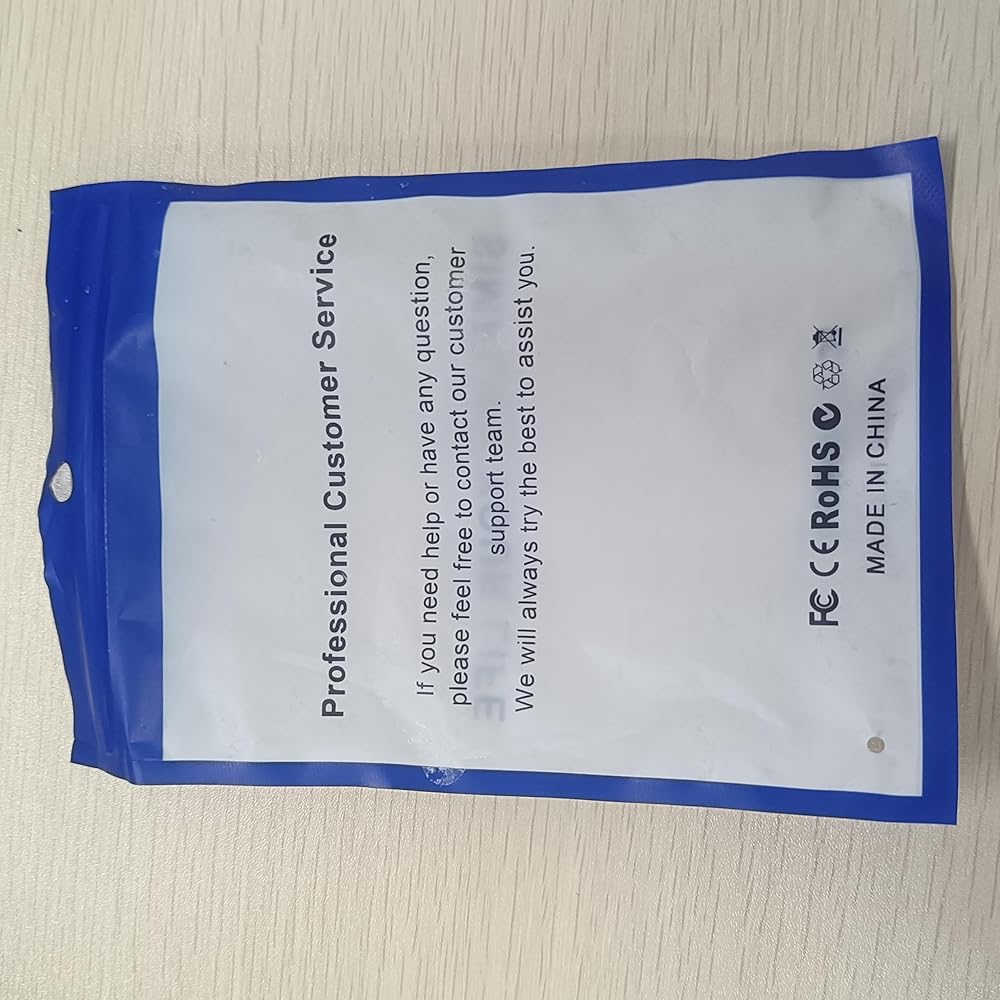 Professional Customer Service
If you need help or have any question,
please feel free to contact our customer
support team.
We will always try the best to assist you.
FC CE RoHS
MADE IN CHINA